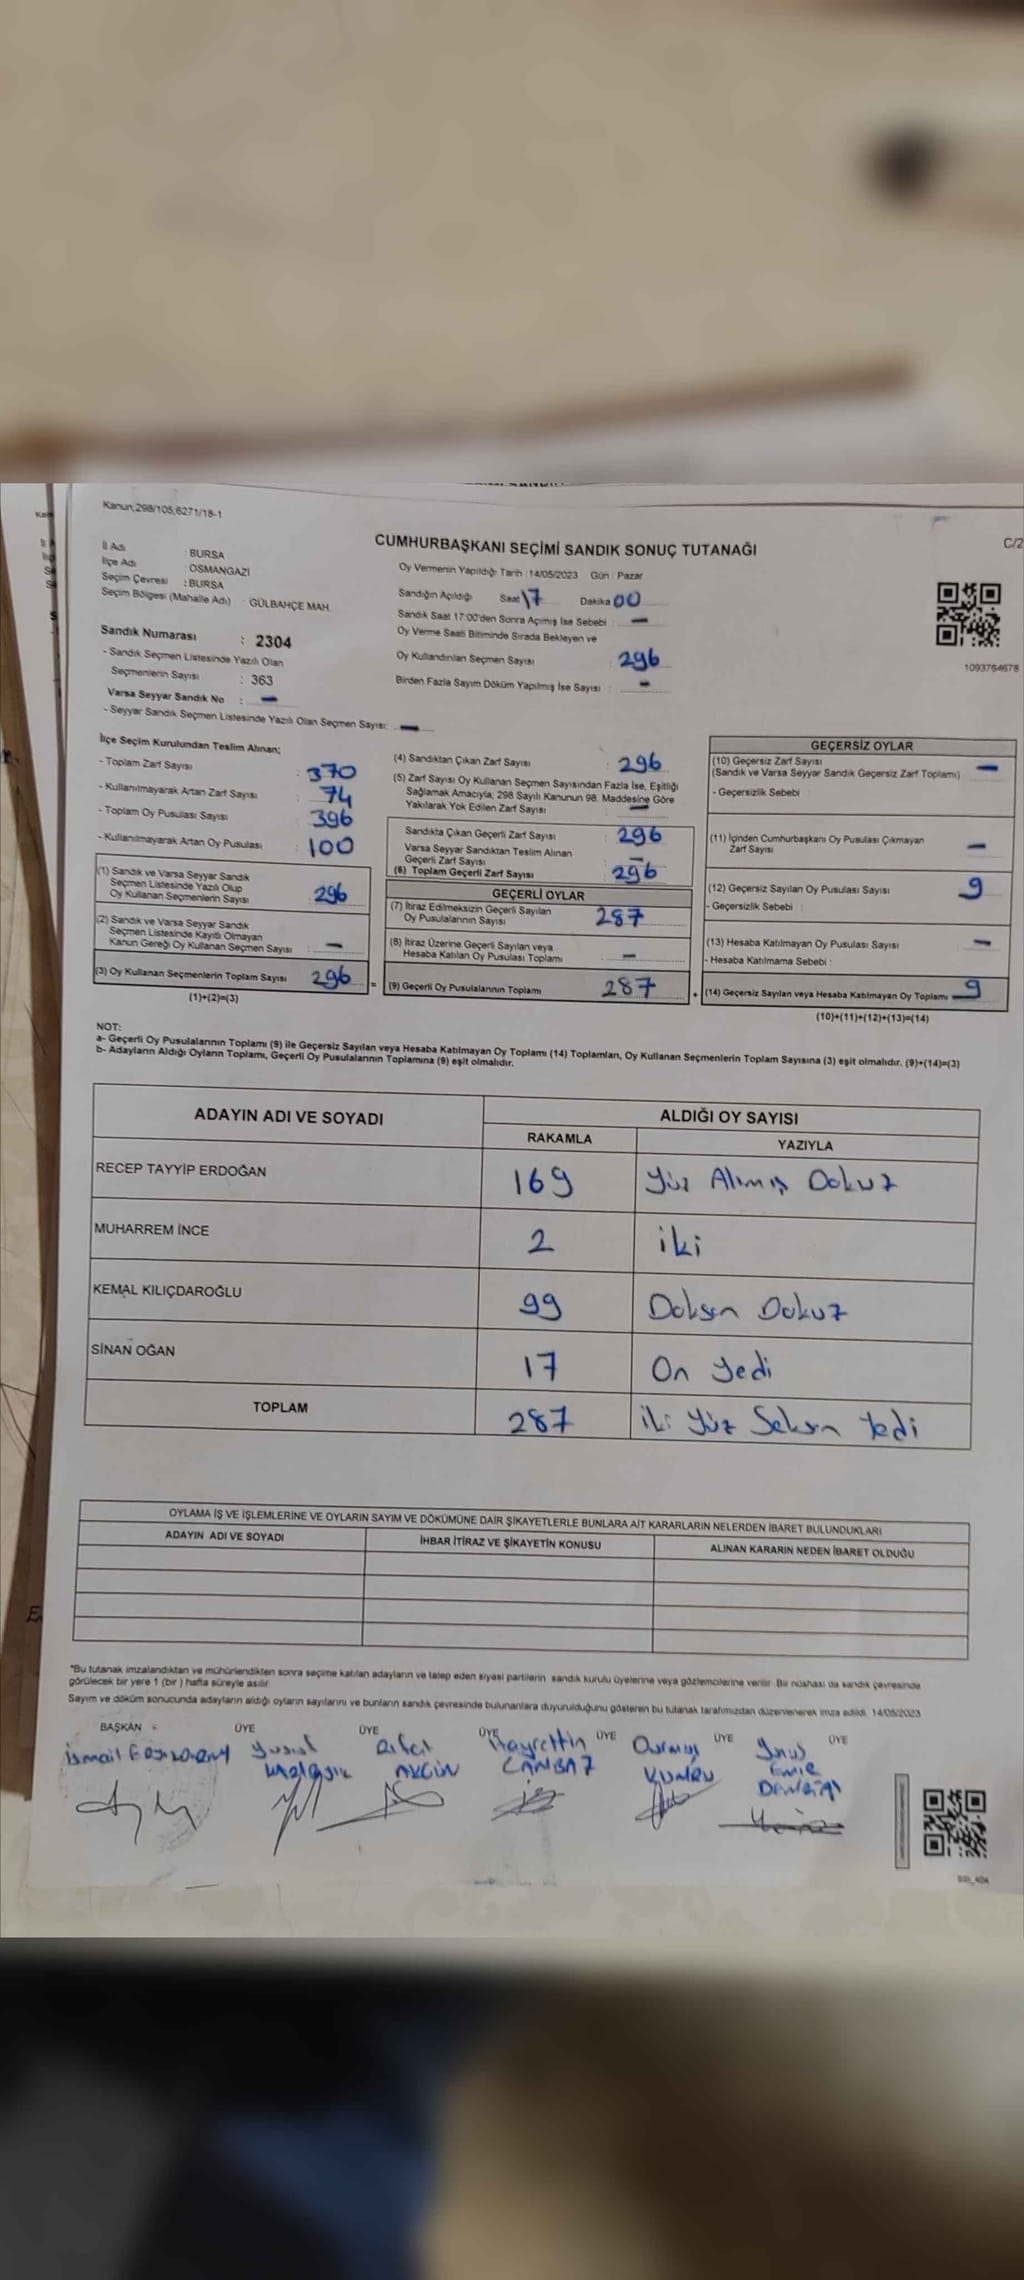 Kanun;298/105;6271/18-1
C/2
CUMHURBAŞKANI SEÇİMİ SANDIK SONUÇ TUTANAĞI
İl Adı : BURSA
İlçe Adı : OSMANGAZİ
Seçim Çevresi : BURSA
Seçim Bölgesi (Mahalle Adı) : GÜLBAHÇE MAH.
Sandık Numarası : 2304
- Sandık Seçmen Listesinde Yazılı Olan
Seçmenlerin Sayısı : 363
Varsa Seyyar Sandık No : -
- Seyyar Sandık Seçmen Listesinde Yazılı Olan Seçmen Sayısı: -
Oy Vermenin Yapıldığı Tarih : 14/05/2023 Gün : Pazar
Sandığın Açıldığı Saat 17 Dakika 00
Sandık Saat 17:00'den Sonra Açımış İse Sebebi : -
Oy Verme Saati Bitiminde Sırada Bekleyen ve
Oy Kullandırılan Seçmen Sayısı : 296
Birden Fazla Sayım Döküm Yapılmış İse Sayısı : -
1093764678
İlçe Seçim Kurulundan Teslim Alınan;
- Toplam Zarf Sayısı : 370
- Kullanılmayarak Artan Zarf Sayısı : 74
- Toplam Oy Pusulası Sayısı : 396
- Kullanılmayarak Artan Oy Pusulası : 100
(1) Sandık ve Varsa Seyyar Sandık
Seçmen Listesinde Yazılı Olup
Oy Kullanan Seçmenlerin Sayısı : 296
(2) Sandık ve Varsa Seyyar Sandık
Seçmen Listesinde Kayıtlı Olmayan
Kanun Gereği Oy Kullanan Seçmen Sayısı : -
(3) Oy Kullanan Seçmenlerin Toplam Sayısı : 296
(1)+(2)=(3)
(4) Sandıktan Çıkan Zarf Sayısı : 296
(5) Zarf Sayısı Oy Kullanan Seçmen Sayısından Fazla İse, Eşitliği
Sağlamak Amacıyla; 298 Sayılı Kanunun 98. Maddesine Göre
Yakılarak Yok Edilen Zarf Sayısı : -
Sandıkta Çıkan Geçerli Zarf Sayısı : 296
Varsa Seyyar Sandıktan Teslim Alınan
Geçerli Zarf Sayısı : -
(6) Toplam Geçerli Zarf Sayısı : 296
GEÇERLİ OYLAR
(7) İtiraz Edilmeksizin Geçerli Sayılan
Oy Pusulalarının Sayısı : 287
(8) İtiraz Üzerine Geçerli Sayılan veya
Hesaba Katılan Oy Pusulası Toplamı : -
= (9) Geçerli Oy Pusulalarının Toplamı 287 +
GEÇERSİZ OYLAR
(10) Geçersiz Zarf Sayısı -
(Sandık ve Varsa Seyyar Sandık Geçersiz Zarf Toplamı)
- Geçersizlik Sebebi :
(11) İçinden Cumhurbaşkanı Oy Pusulası Çıkmayan
Zarf Sayısı -
(12) Geçersiz Sayılan Oy Pusulası Sayısı 9
- Geçersizlik Sebebi :
(13) Hesaba Katılmayan Oy Pusulası Sayısı -
- Hesaba Katılmama Sebebi :
(14) Geçersiz Sayılan veya Hesaba Katılmayan Oy Toplamı 9
(10)+(11)+(12)+(13)=(14)
NOT:
a- Geçerli Oy Pusulalarının Toplamı (9) ile Geçersiz Sayılan veya Hesaba Katılmayan Oy Toplamı (14) Toplamları, Oy Kullanan Seçmenlerin Toplam Sayısına (3) eşit olmalıdır. (9)+(14)=(3)
b- Adayların Aldığı Oyların Toplamı, Geçerli Oy Pusulalarının Toplamına (9) eşit olmalıdır.
ADAYIN ADI VE SOYADI ALDIĞI OY SAYISI
RAKAMLA YAZIYLA
RECEP TAYYİP ERDOĞAN 169 Yüz Altmış Dokuz
MUHARREM İNCE 2 iki
KEMAL KILIÇDAROĞLU 99 Doksan Dokuz
SİNAN OĞAN 17 On yedi
TOPLAM 287 iki Yüz Seksen Yedi
OYLAMA İŞ VE İŞLEMLERİNE VE OYLARIN SAYIM VE DÖKÜMÜNE DAİR ŞİKAYETLERLE BUNLARA AİT KARARLARIN NELERDEN İBARET BULUNDUKLARI
ADAYIN ADI VE SOYADI İHBAR İTİRAZ VE ŞİKAYETİN KONUSU ALINAN KARARIN NEDEN İBARET OLDUĞU
*Bu tutanak imzalandıktan ve mühürlendikten sonra seçime katılan adayların ve talep eden siyasi partilerin sandık kurulu üyelerine veya gözlemcilerine verilir. Bir nüshası da sandık çevresinde
görülecek bir yere 1 (bir ) hafta süreyle asılır.
Sayım ve döküm sonucunda adayların aldığı oyların sayılarını ve bunların sandık çevresinde bulunanlara duyurulduğunu gösteren bu tutanak tarafımızdan düzenlenerek imza edildi. 14/05/2023
BAŞKAN ÜYE ÜYE ÜYE ÜYE ÜYE ÜYE
İsmail Yusuf Rıfat Hayrettin Durmuş Yunus
AKGÜN CANBAZ KUMRU Emir